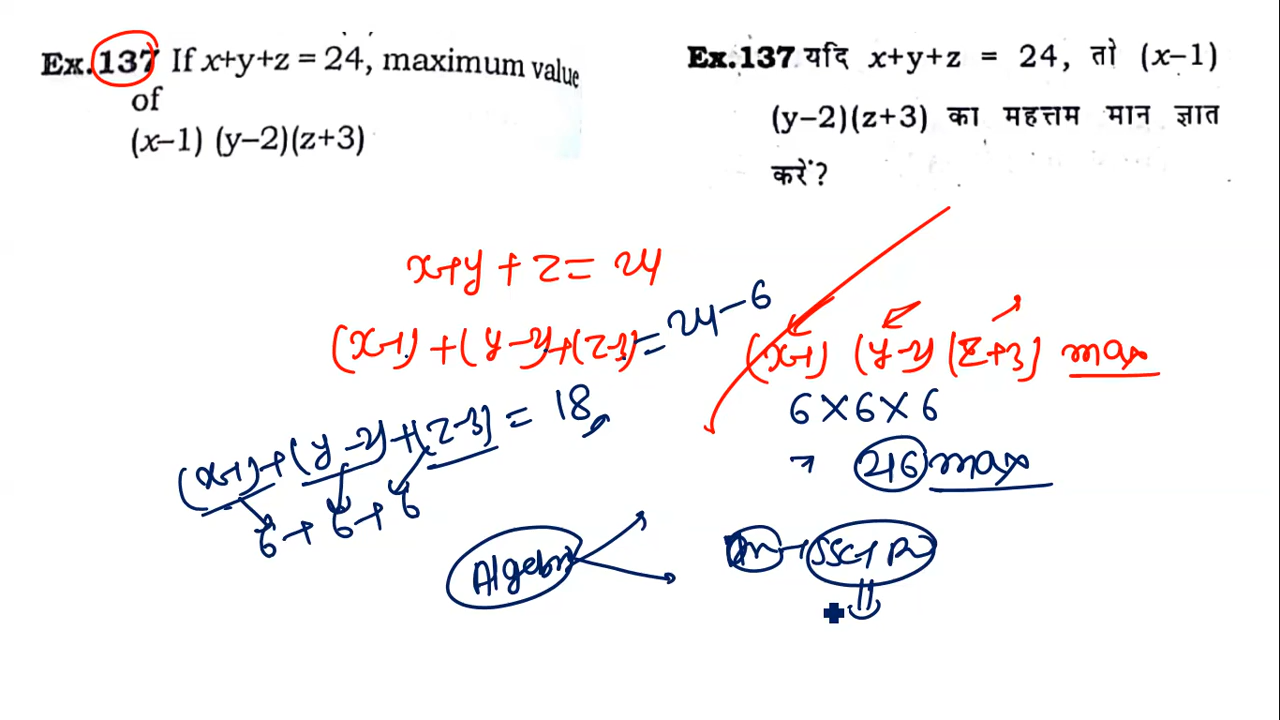 Ex.137 If x+y+z = 24, maximum value
of
(x–1) (y–2)(z+3)
Ex.137 यदि x+y+z = 24, तो (x–1)
(y–2)(z+3) का महत्तम मान ज्ञात
करें?
x+y+z=24
(x-1)+(y-2)+(z-3)=24-6
(x-1) (y-2) (z+3) max
6×6×6
(x-1)+(y-2)+(z-3)=18
216 max
6+6+6
Algebra